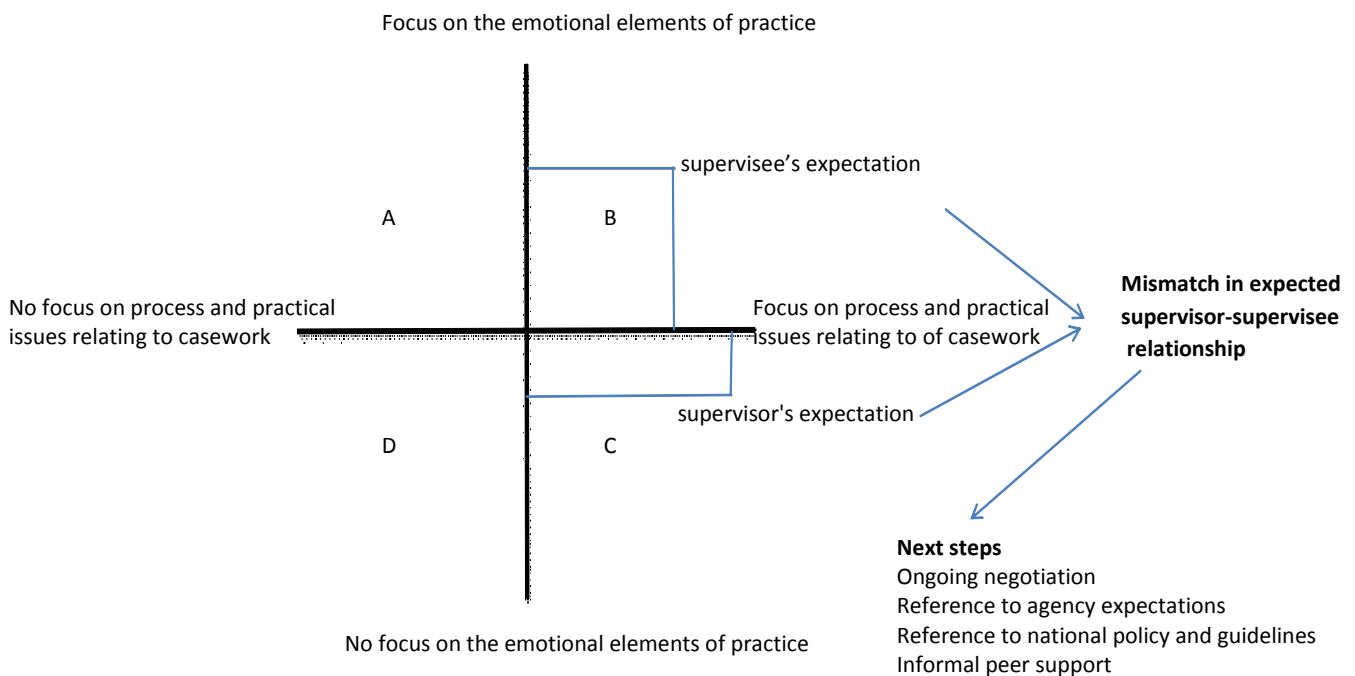 Focus on the emotional elements of practice
supervisee’s expectation
A
B
No focus on process and practical
issues relating to casework
Focus on process and practical
issues relating to of casework
Mismatch in expected
supervisor-supervisee
relationship
supervisor's expectation
D
C
Next steps
Ongoing negotiation
Reference to agency expectations
Reference to national policy and guidelines
Informal peer support
No focus on the emotional elements of practice